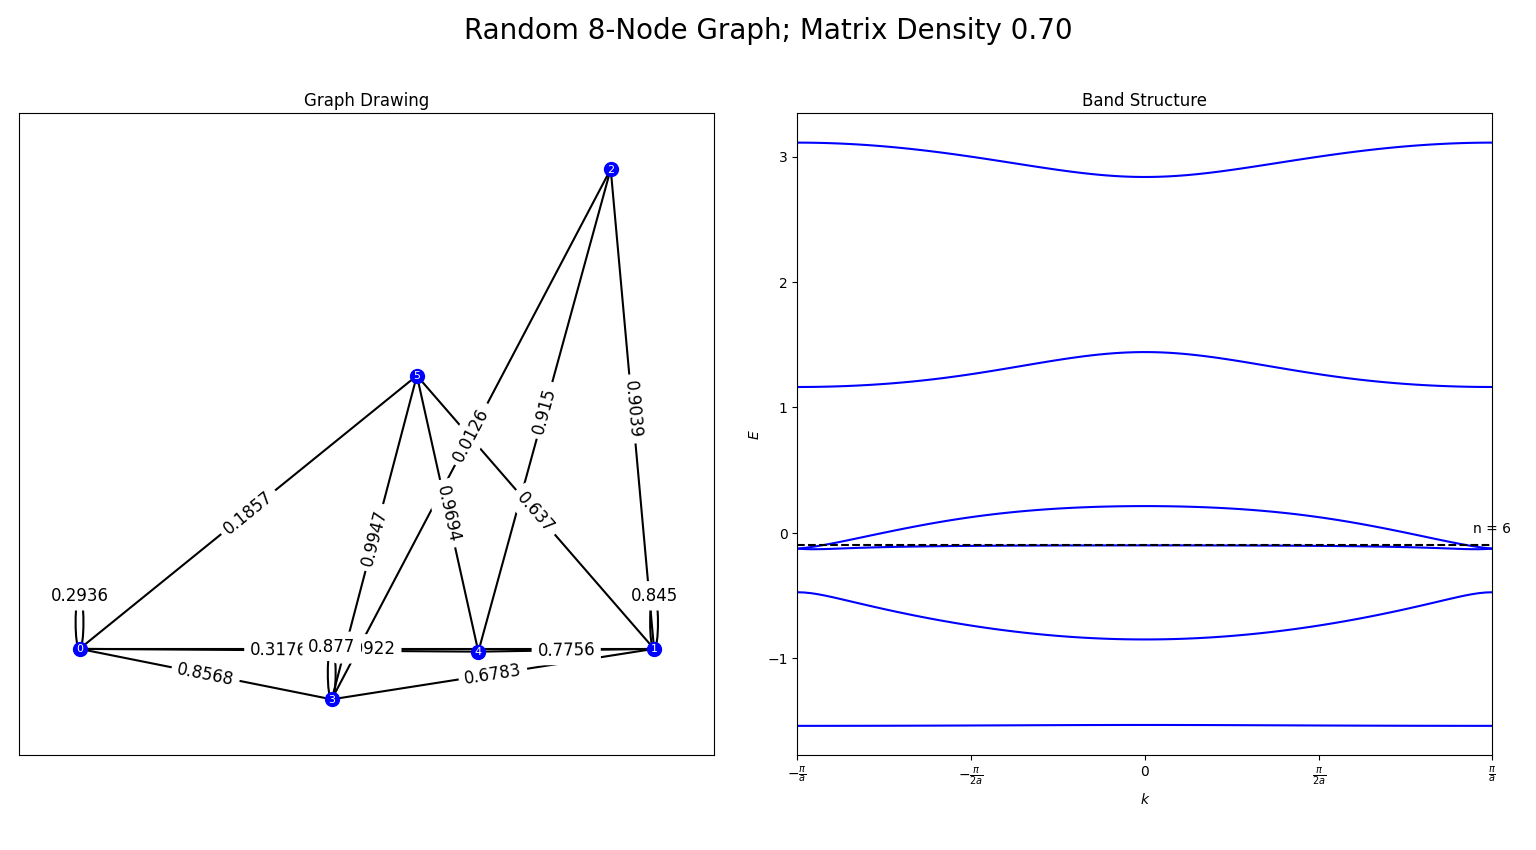 Random 8-Node Graph; Matrix Density 0.70
Graph Drawing
2
5
0.9039
0.915
0.0126
0.1857
0.9694
0.637
0.9947
0.2936
0.845
0
0.877
4
0.7756
1
0.8568
0.6783
3
Band Structure
3
2
1
0
−1
E
n = 6
−π/a
−π/2a
0
π/2a
π/a
k